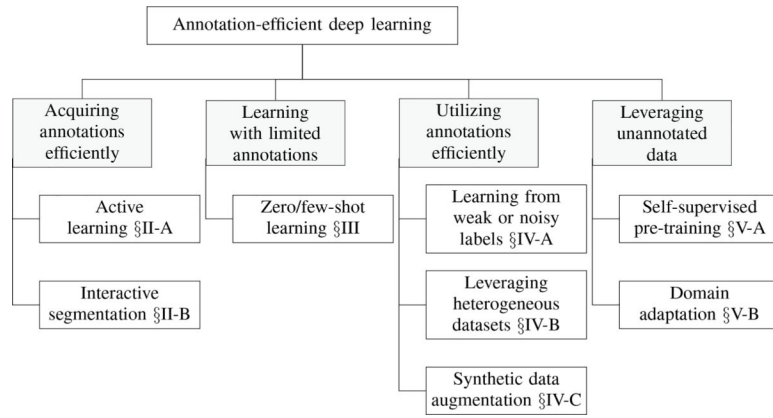 Annotation-efficient deep learning
Acquiring
annotations
efficiently
Learning
with limited
annotations
Utilizing
annotations
efficiently
Leveraging
unannotated
data
Active
learning §II-A
Interactive
segmentation §II-B
Zero/few-shot
learning §III
Learning from
weak or noisy
labels §IV-A
Leveraging
heterogeneous
datasets §IV-B
Synthetic data
augmentation §IV-C
Self-supervised
pre-training §V-A
Domain
adaptation §V-B